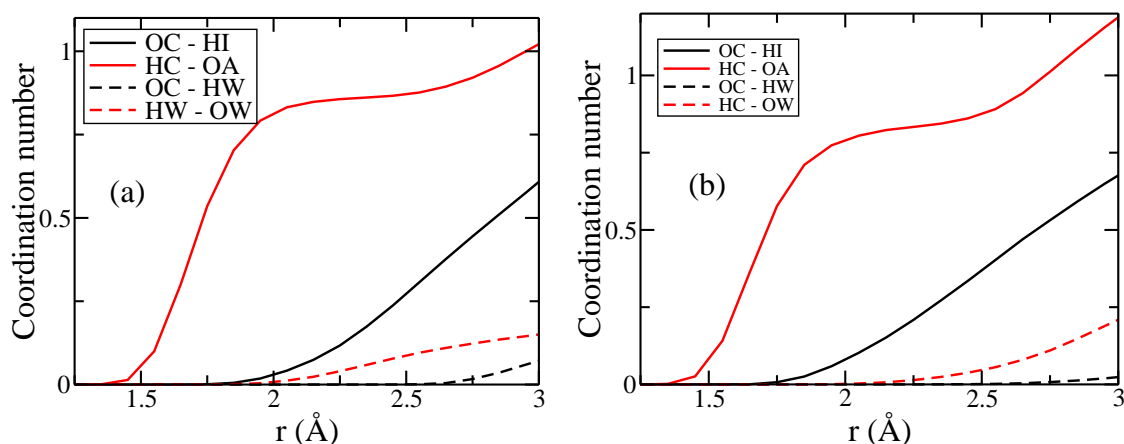 1
0.5
0
Coordination number
OC - HI
HC - OA
OC - HW
HW - OW
(a)
1.5 2 2.5 3
r (Å)
1
0.5
0
Coordination number
OC - HI
HC - OA
OC - HW
HC - OW
(b)
1.5 2 2.5 3
r (Å)